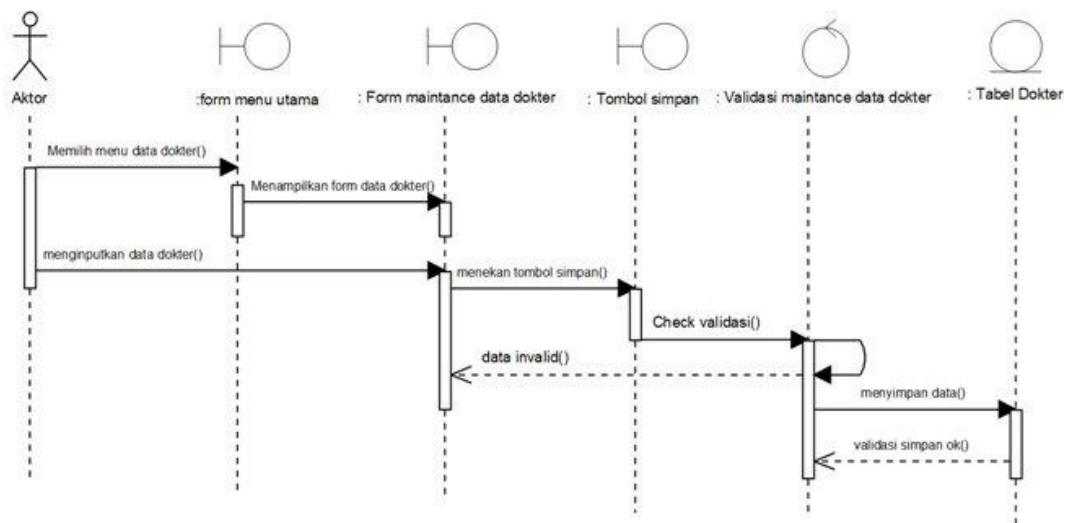 Aktor
:form menu utama
: Form maintance data dokter
: Tombol simpan
: Validasi maintance data dokter
: Tabel Dokter
Memilih menu data dokter()
Menampilkan form data dokter()
menginputkan data dokter()
menekan tombol simpan()
Check validasi()
data invalid()
menyimpan data()
validasi simpan ok()